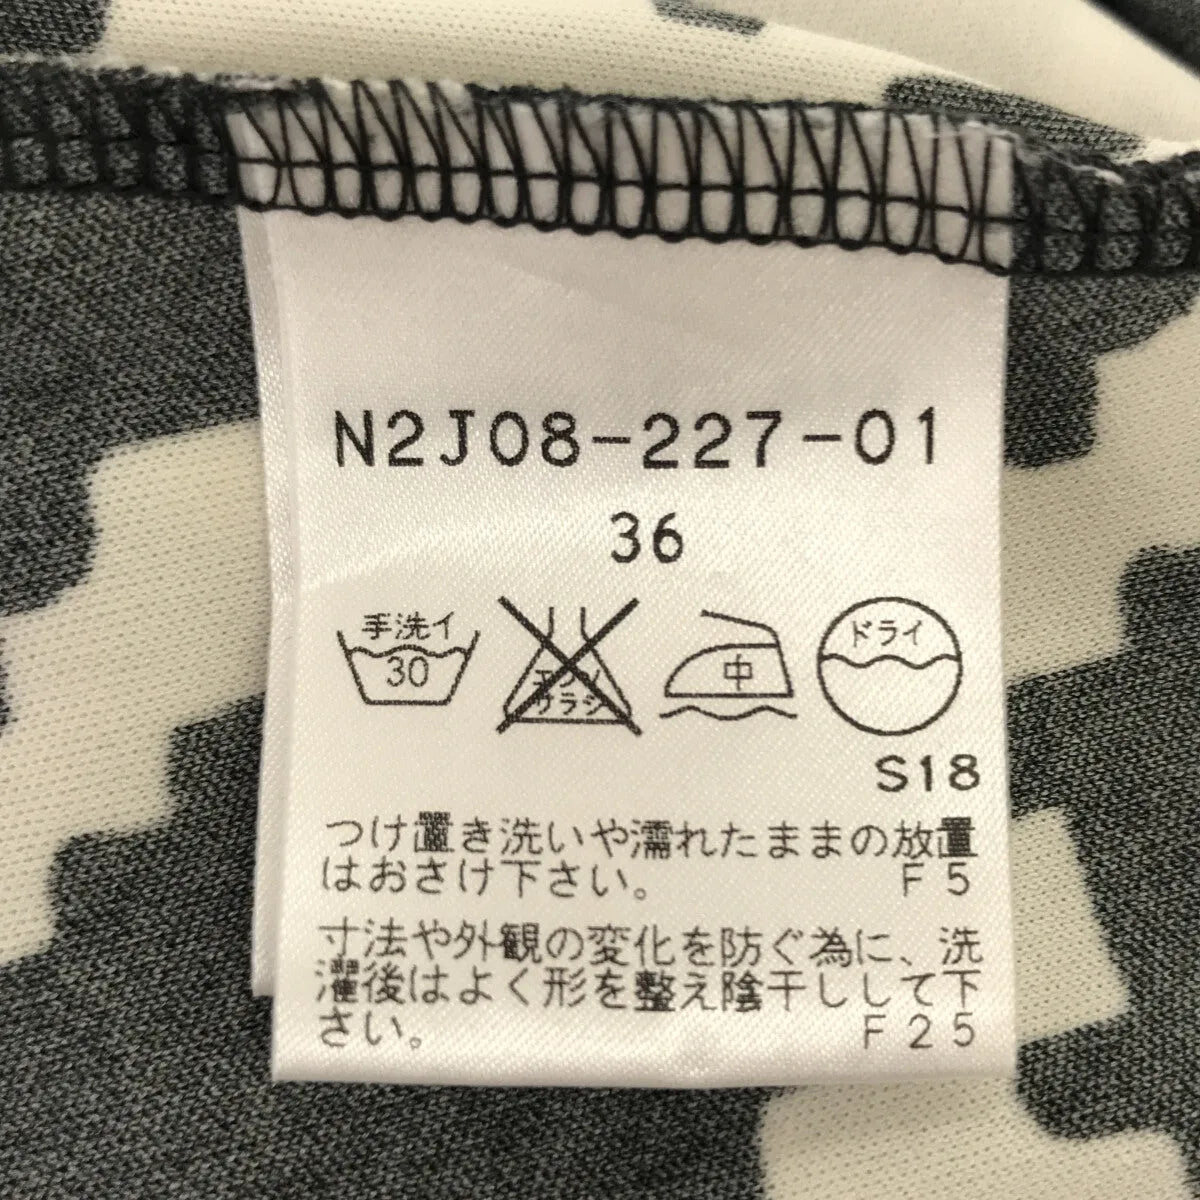 N2J08-227-01
36
手洗イ
30
エンソ
サラシ
中
ドライ
S18
つけ置き洗いや濡れたままの放置
はおさけ下さい。 F5
寸法や外観の変化を防ぐ為に、洗
濯後はよく形を整え陰干しして下
さい。 F25